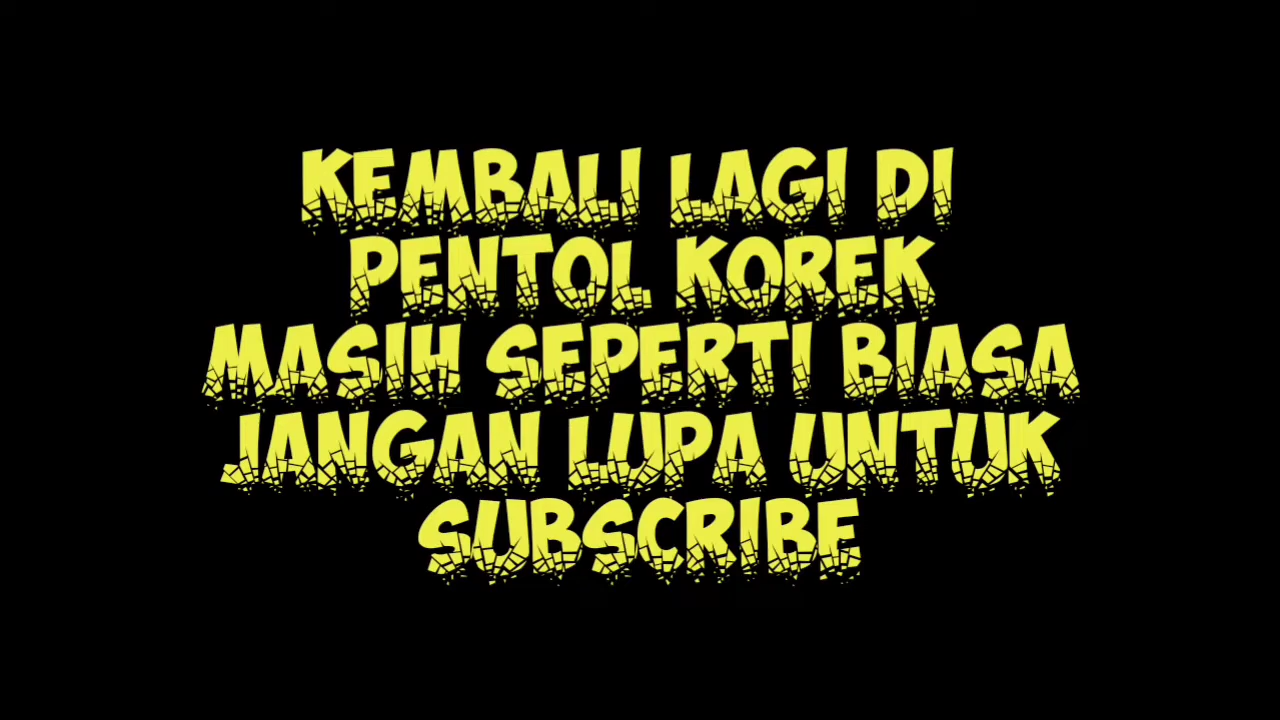 KEMBALI LAGI DI
PENTOL KOREK
MASIH SEPERTI BIASA
JANGAN LUPA UNTUK
SUBSCRIBE